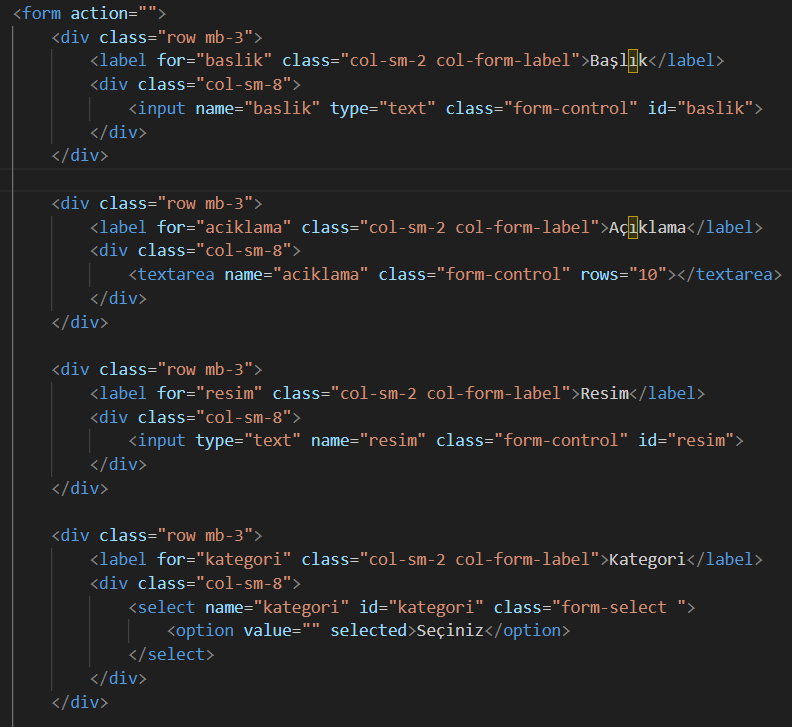 <form action="">
<div class="row mb-3">
<label for="baslik" class="col-sm-2 col-form-label">Başlık</label>
<div class="col-sm-8">
<input name="baslik" type="text" class="form-control" id="baslik">
</div>
</div>
<div class="row mb-3">
<label for="aciklama" class="col-sm-2 col-form-label">Açıklama</label>
<div class="col-sm-8">
<textarea name="aciklama" class="form-control" rows="10"></textarea>
</div>
</div>
<div class="row mb-3">
<label for="resim" class="col-sm-2 col-form-label">Resim</label>
<div class="col-sm-8">
<input type="text" name="resim" class="form-control" id="resim">
</div>
</div>
<div class="row mb-3">
<label for="kategori" class="col-sm-2 col-form-label">Kategori</label>
<div class="col-sm-8">
<select name="kategori" id="kategori" class="form-select ">
<option value="" selected>Seçiniz</option>
</select>
</div>
</div>